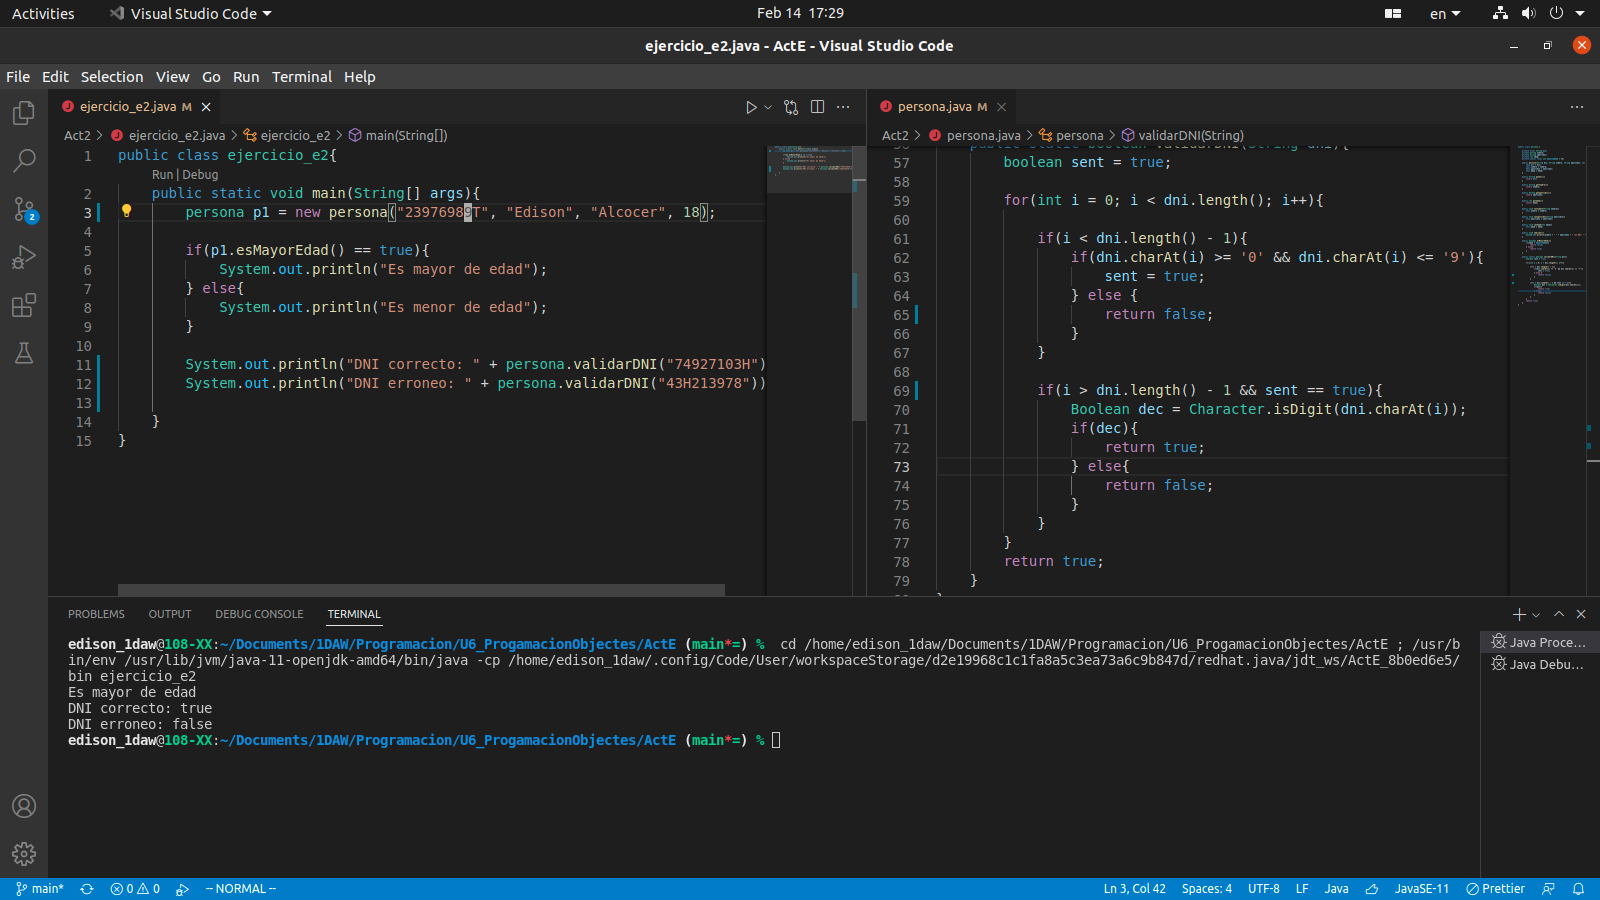 Activities
Visual Studio Code
Feb 14 17:29
en
ejercicio_e2.java - ActE - Visual Studio Code
File Edit Selection View Go Run Terminal Help
ejercicio_e2.java M
Act2 > ejercicio_e2.java > ejercicio_e2 > main(String[])
1 public class ejercicio_e2{
Run | Debug
2 public static void main(String[] args){
3 persona p1 = new persona("23976989T", "Edison", "Alcocer", 18);
4
5 if(p1.esMayorEdad() == true){
6 System.out.println("Es mayor de edad");
7 } else{
8 System.out.println("Es menor de edad");
9 }
10
11 System.out.println("DNI correcto: " + persona.validarDNI("74927103H")
12 System.out.println("DNI erroneo: " + persona.validarDNI("43H213978"))
13
14 }
15 }
persona.java M
Act2 > persona.java > persona > validarDNI(String)
56 public static boolean validarDNI(String dni){
57 boolean sent = true;
58
59 for(int i = 0; i < dni.length(); i++){
60
61 if(i < dni.length() - 1){
62 if(dni.charAt(i) >= '0' && dni.charAt(i) <= '9'){
63 sent = true;
64 } else {
65 return false;
66 }
67 }
68
69 if(i > dni.length() - 1 && sent == true){
70 Boolean dec = Character.isDigit(dni.charAt(i));
71 if(dec){
72 return true;
73 } else{
74 return false;
75 }
76 }
77 }
78 return true;
79 }
PROBLEMS OUTPUT DEBUG CONSOLE TERMINAL
edison_1daw@108-XX:~/Documents/1DAW/Programacion/U6_ProgamacionObjectes/ActE (main*=) % cd /home/edison_1daw/Documents/1DAW/Programacion/U6_ProgamacionObjectes/ActE ; /usr/b
in/env /usr/lib/jvm/java-11-openjdk-amd64/bin/java -cp /home/edison_1daw/.config/Code/User/workspaceStorage/d2e19968c1c1fa8a5c3ea73a6c9b847d/redhat.java/jdt_ws/ActE_8b0ed6e5/
bin ejercicio_e2
Es mayor de edad
DNI correcto: true
DNI erroneo: false
edison_1daw@108-XX:~/Documents/1DAW/Programacion/U6_ProgamacionObjectes/ActE (main*=) %
Java Proce...
Java Debu...
2
main* 0 0 -- NORMAL -- Ln 3, Col 42 Spaces: 4 UTF-8 LF Java JavaSE-11 Prettier